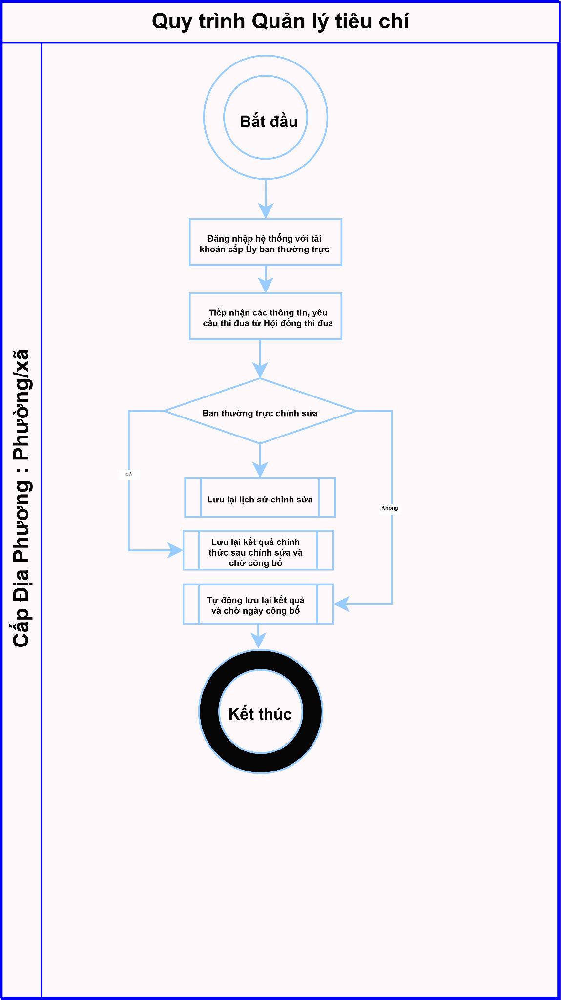 Quy trình Quản lý tiêu chí
Cấp Địa Phương : Phường/xã
Bắt đầu
Đăng nhập hệ thống với tài
khoản cấp Ủy ban thường trực
Tiếp nhận các thông tin, yêu
cầu thi đua từ Hội đồng thi đua
Ban thường trực chỉnh sửa
có
Lưu lại lịch sử chỉnh sửa
Không
Lưu lại kết quả chính
thức sau chỉnh sửa và
chờ công bố
Tự động lưu lại kết quả
và chờ ngày công bố
Kết thúc